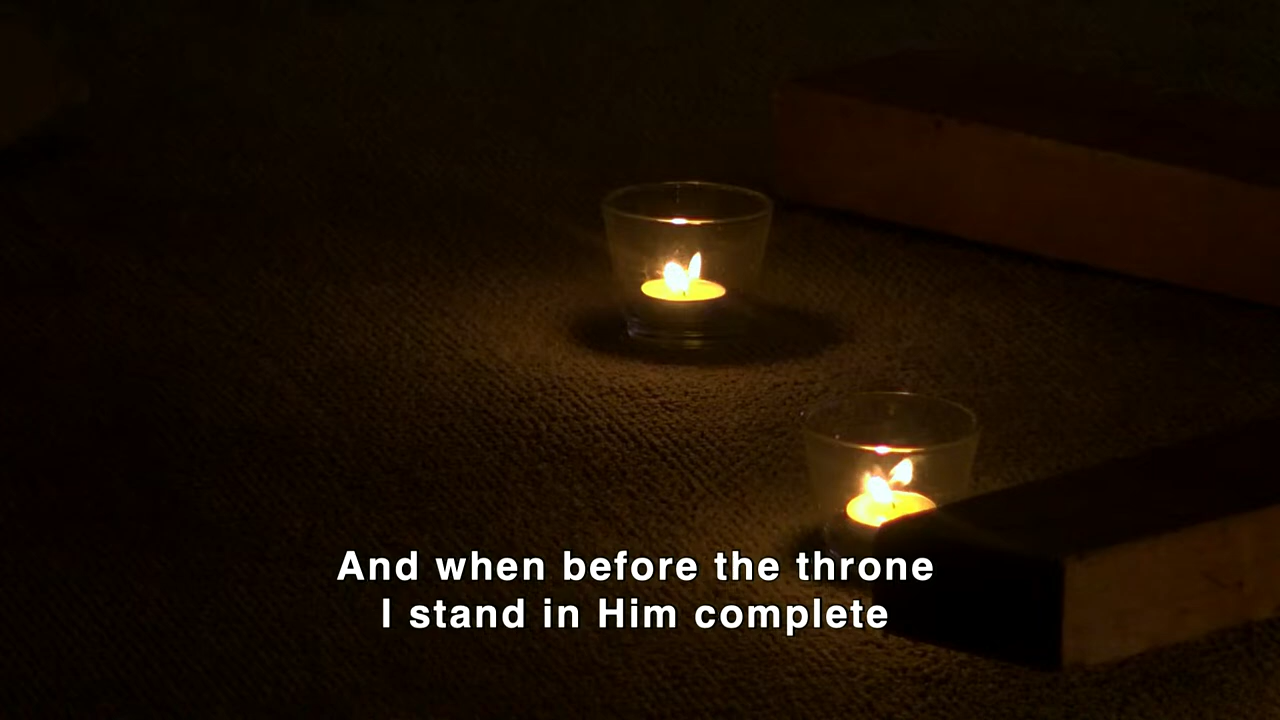 And when before the throne
I stand in Him complete